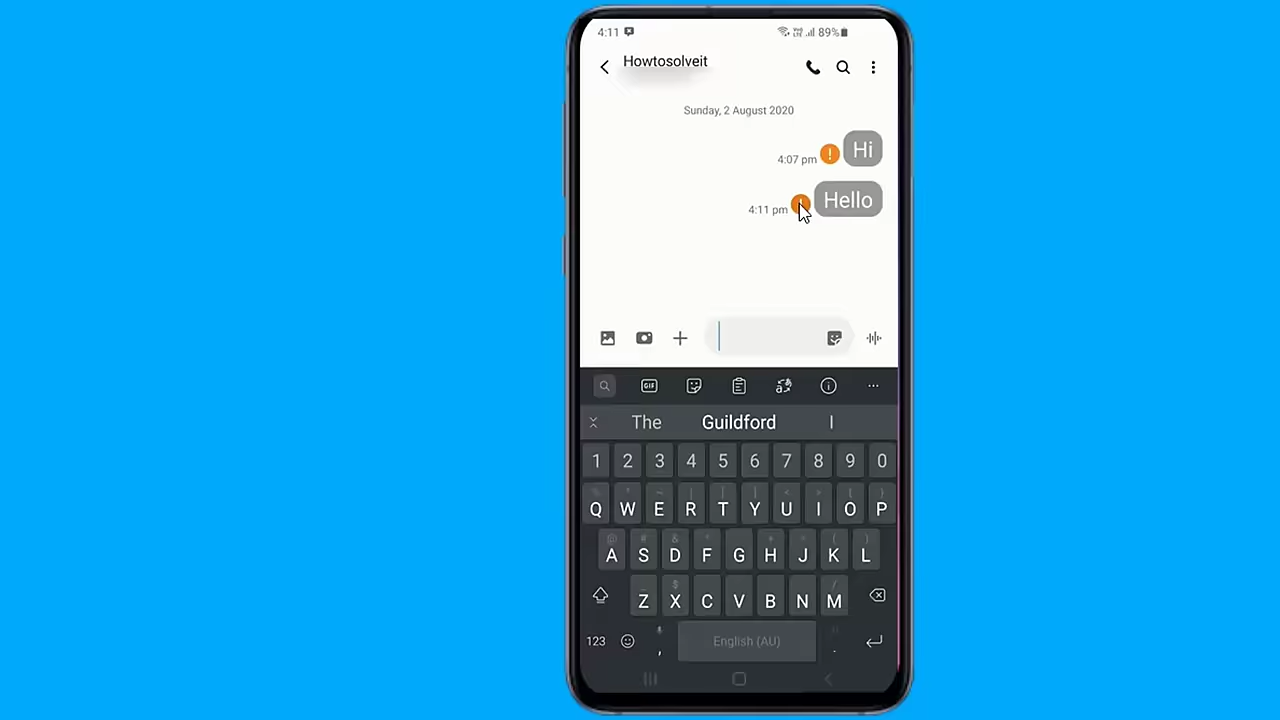 4:11 89%
Howtosolveit
Sunday, 2 August 2020
4:07 pm ! Hi
4:11 pm Hello
GIF
The Guildford I
1 2 3 4 5 6 7 8 9 0
Q W E R T Y U I O P
A S D F G H J K L
Z X C V B N M
123 , English (AU) .